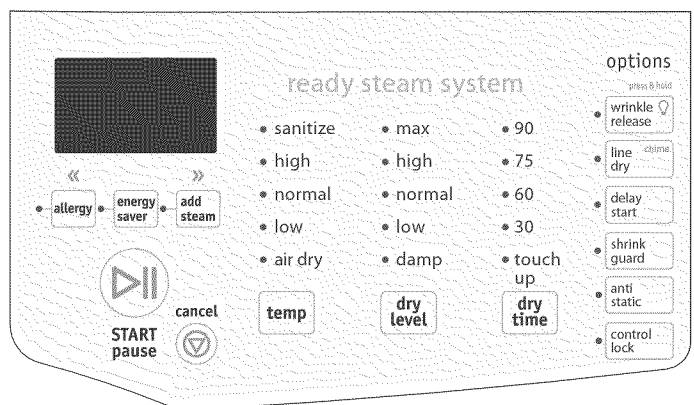 options
press & hold
ready steam system
wrinkle
release
sanitize
max
90
line
dry
chime
high
high
75
allergy
energy
saver
add
steam
normal
normal
60
delay
start
low
low
30
shrink
guard
air dry
damp
touch
up
anti
static
temp
dry
level
dry
time
cancel
START
pause
control
lock